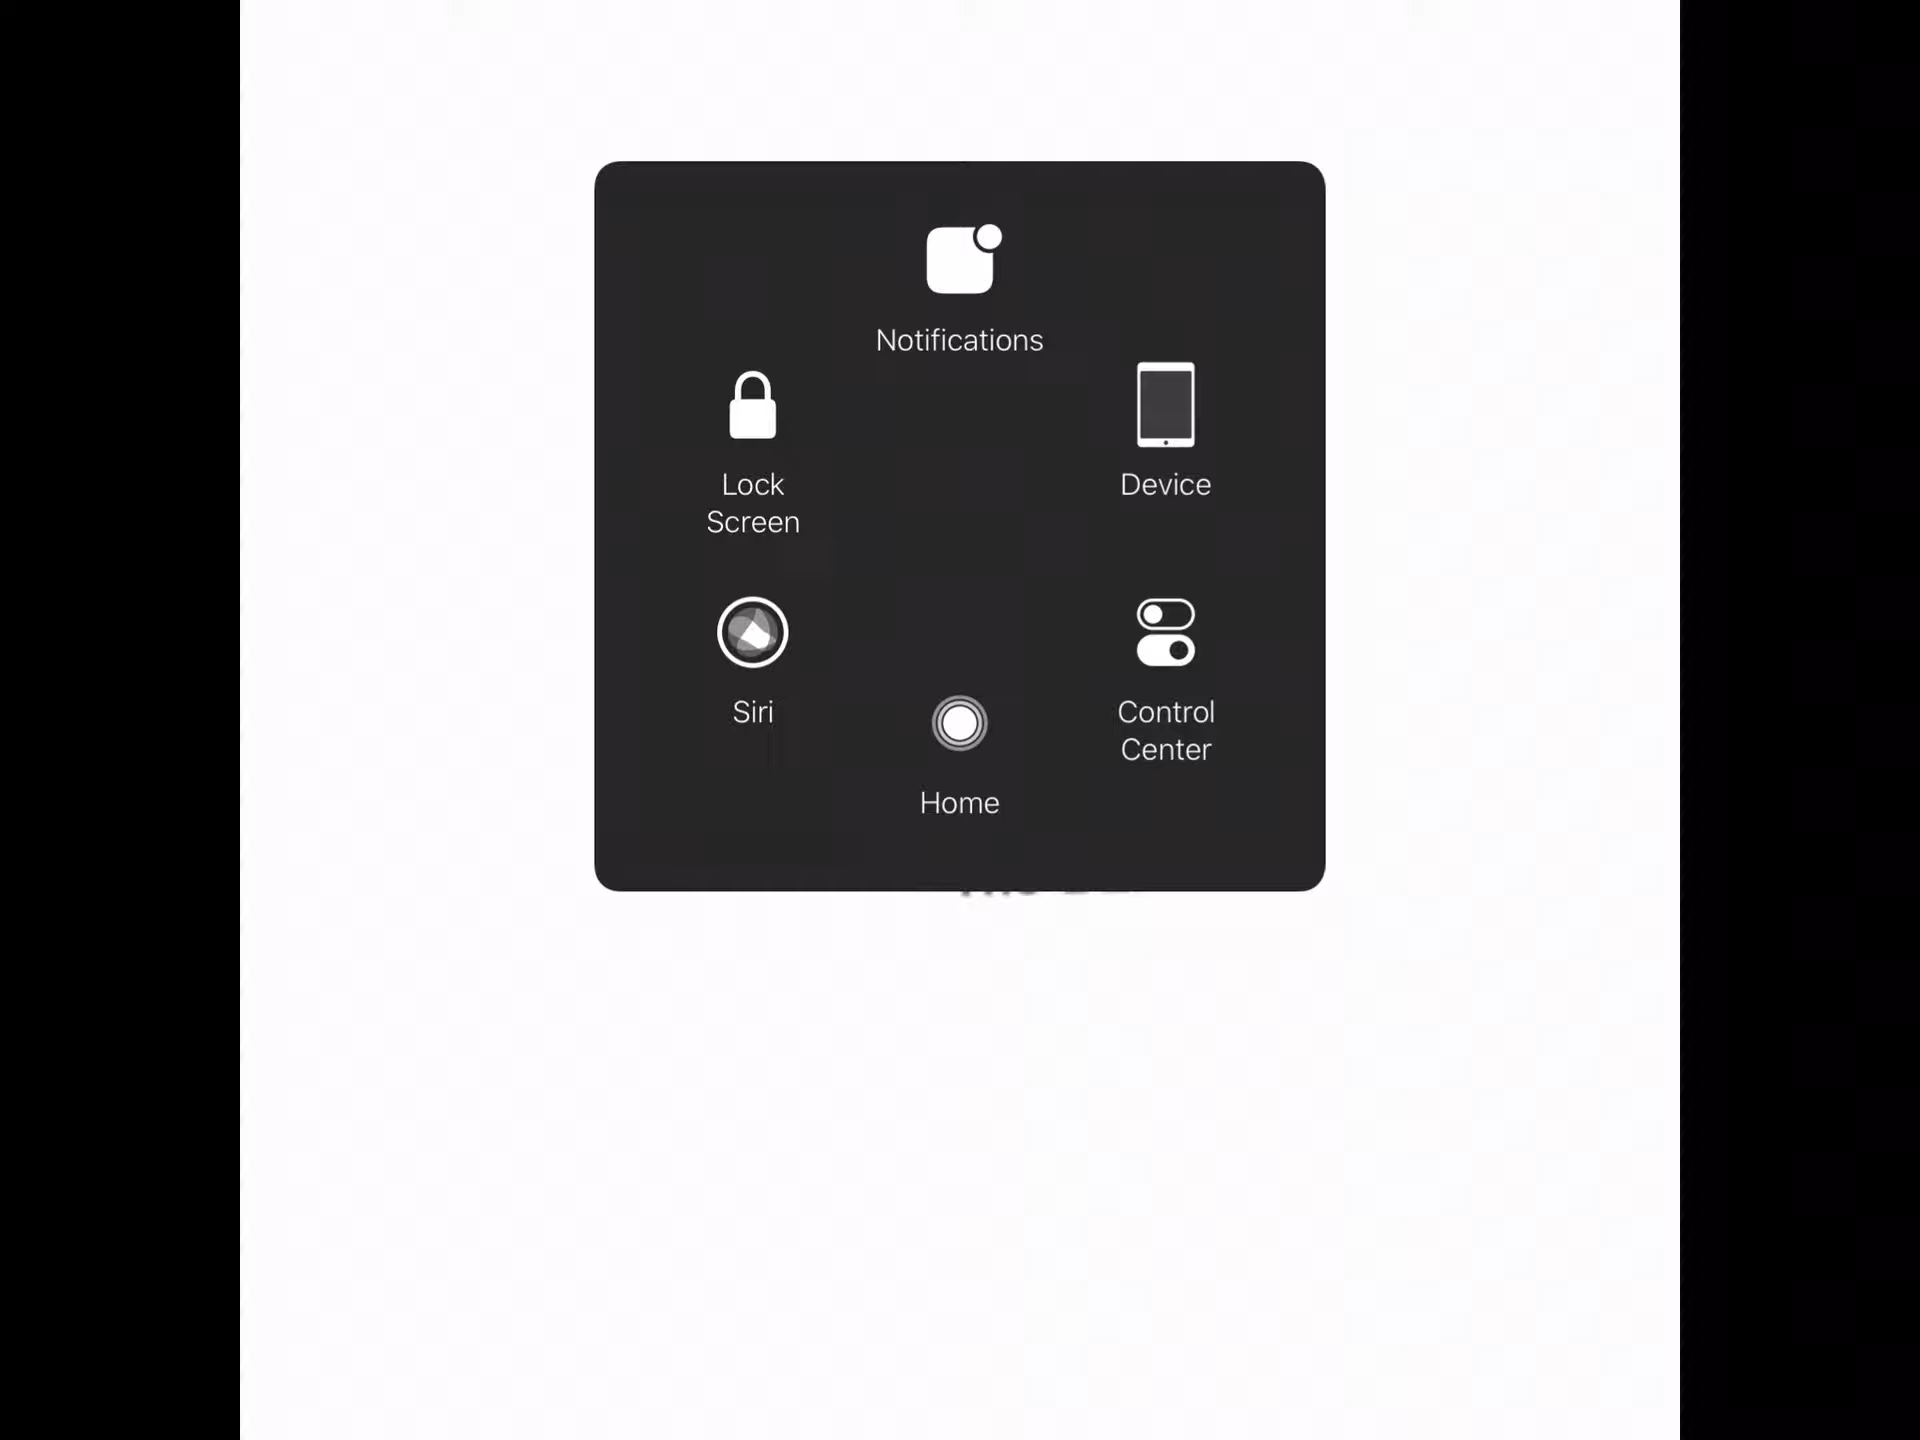 Notifications
Lock
Screen
Device
Siri
Control
Center
Home